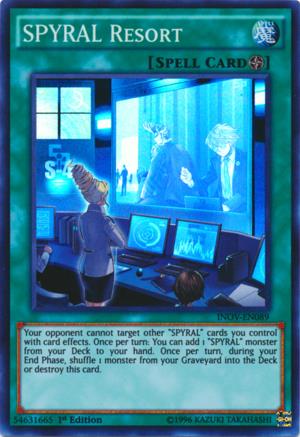 SPYRAL RESORT
[SPELL CARD]
INOV-EN089
Your opponent cannot target other "SPYRAL" cards you control
with card effects. Once per turn: You can add 1 "SPYRAL" monster
from your Deck to your hand. Once per turn, during your
End Phase, shuffle 1 monster from your Graveyard into the Deck
or destroy this card.
54631665 1st Edition ©1996 KAZUKI TAKAHASHI